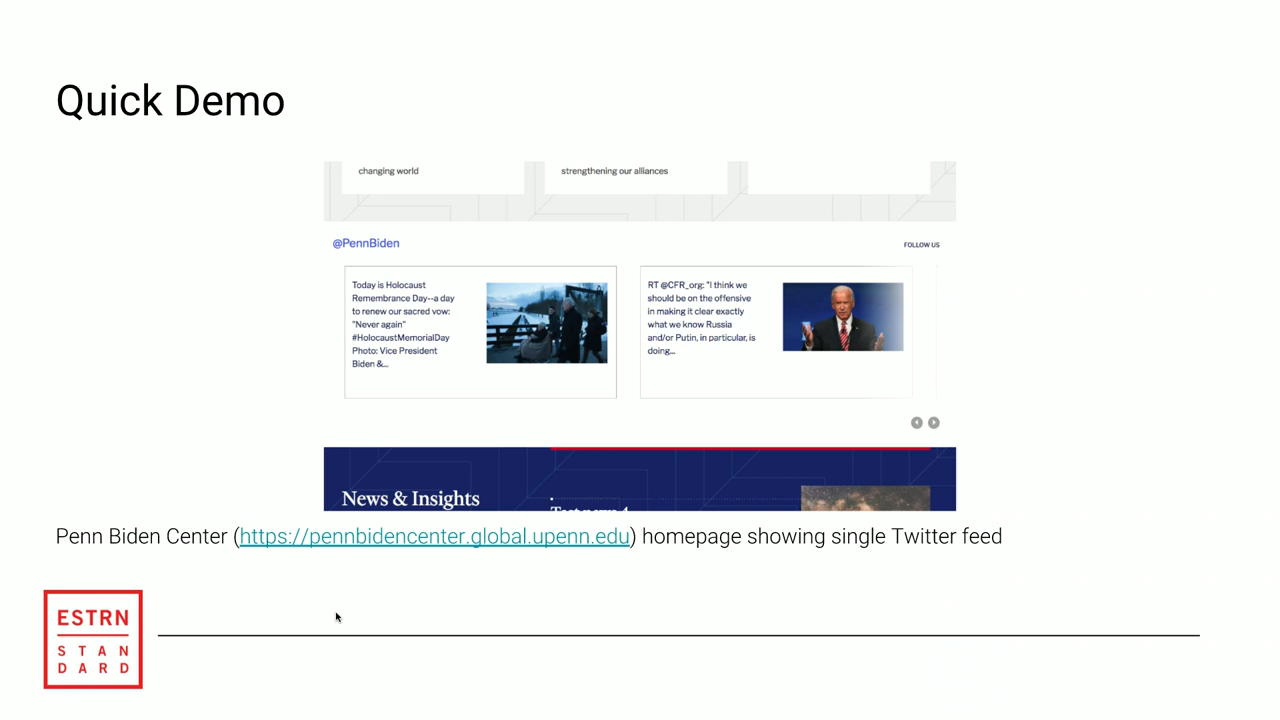 Quick Demo
changing world
strengthening our alliances
@PennBiden
FOLLOW US
Today is Holocaust
Remembrance Day--a day
to renew our sacred vow:
"Never again"
#HolocaustMemorialDay
Photo: Vice President
Biden &...
RT @CFR_org: "I think we
should be on the offensive
in making it clear exactly
what we know Russia
and/or Putin, in particular, is
doing...
News & Insights
Penn Biden Center (https://pennbidencenter.global.upenn.edu) homepage showing single Twitter feed
ESTRN
STAN
DARD